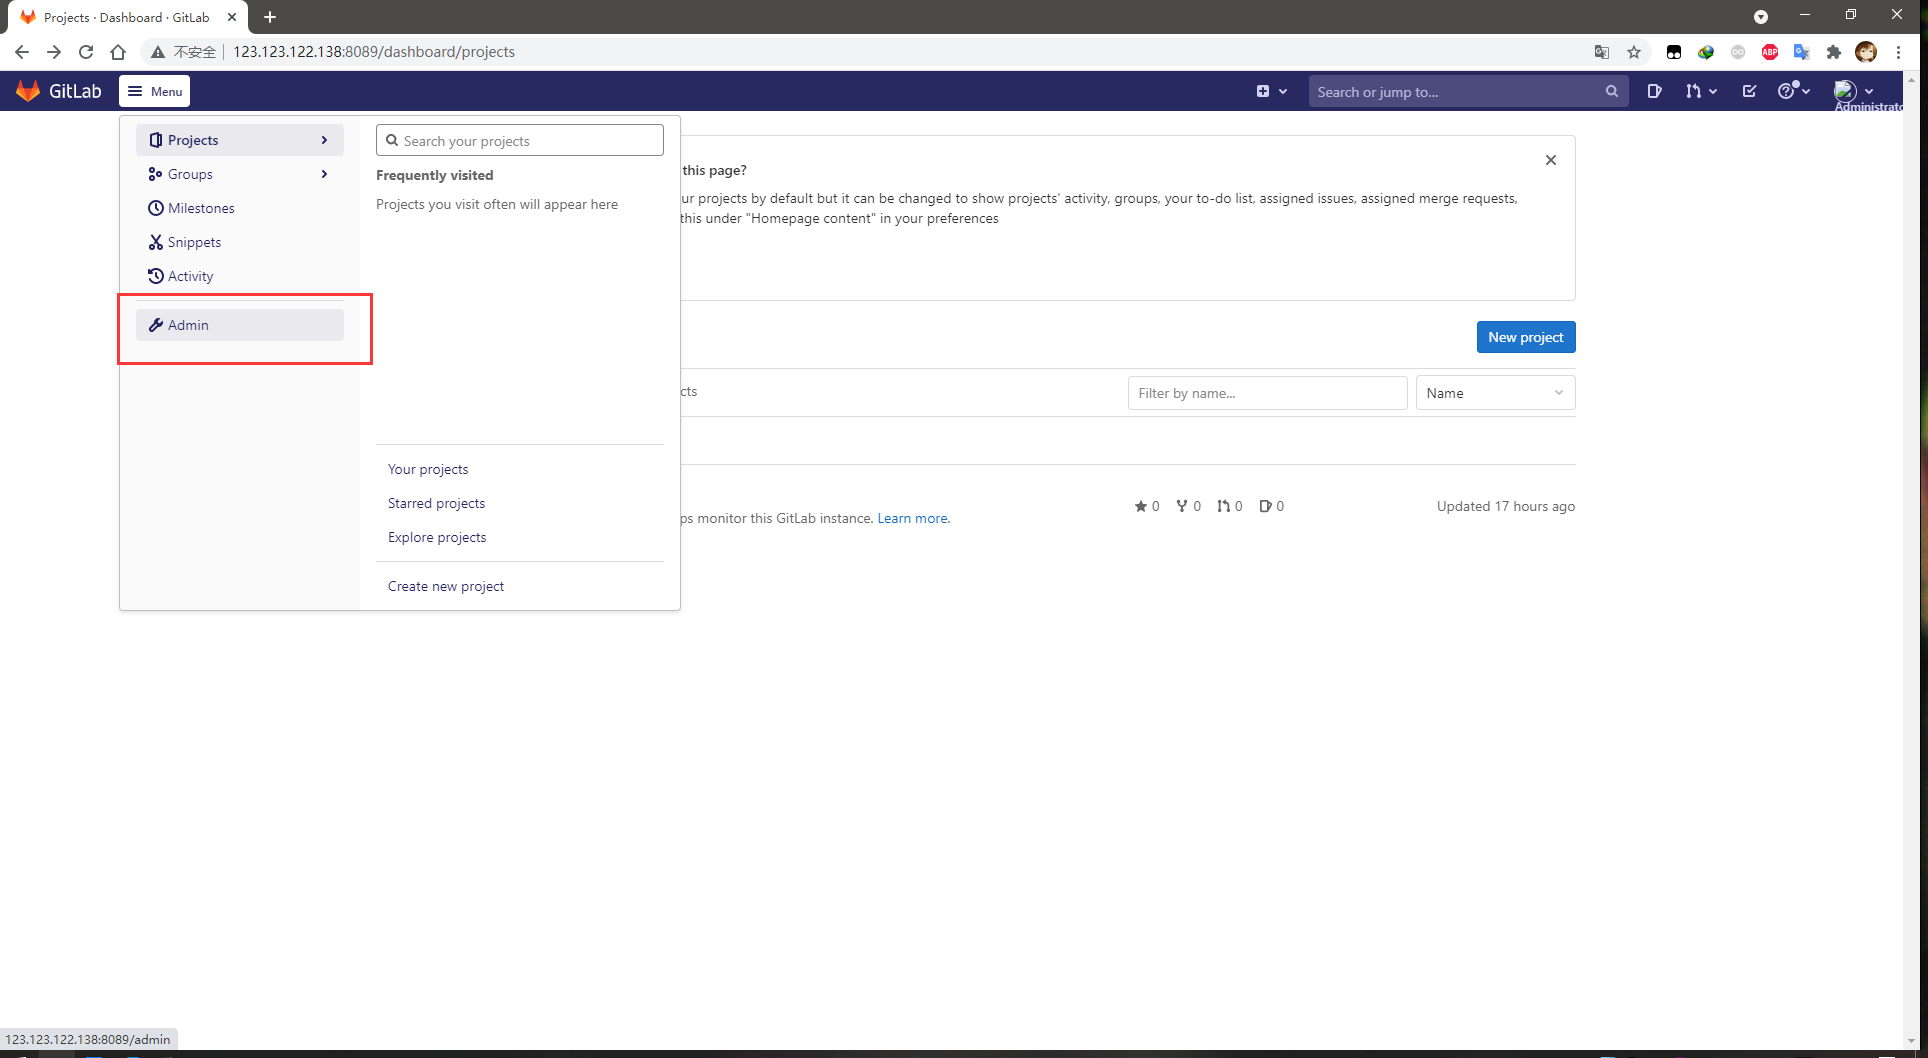 Projects · Dashboard · GitLab
不安全 123.123.122.138:8089/dashboard/projects
ABP
GitLab Menu Search or jump to...
Administrato
Projects
Groups
Milestones
Snippets
Activity
Admin
Search your projects
Frequently visited
Projects you visit often will appear here
Your projects
Starred projects
Explore projects
Create new project
this page?
ur projects by default but it can be changed to show projects' activity, groups, your to-do list, assigned issues, assigned merge requests,
this under "Homepage content" in your preferences
New project
cts Filter by name... Name
0 0 0 0 Updated 17 hours ago
ps monitor this GitLab instance. Learn more.
123.123.122.138:8089/admin